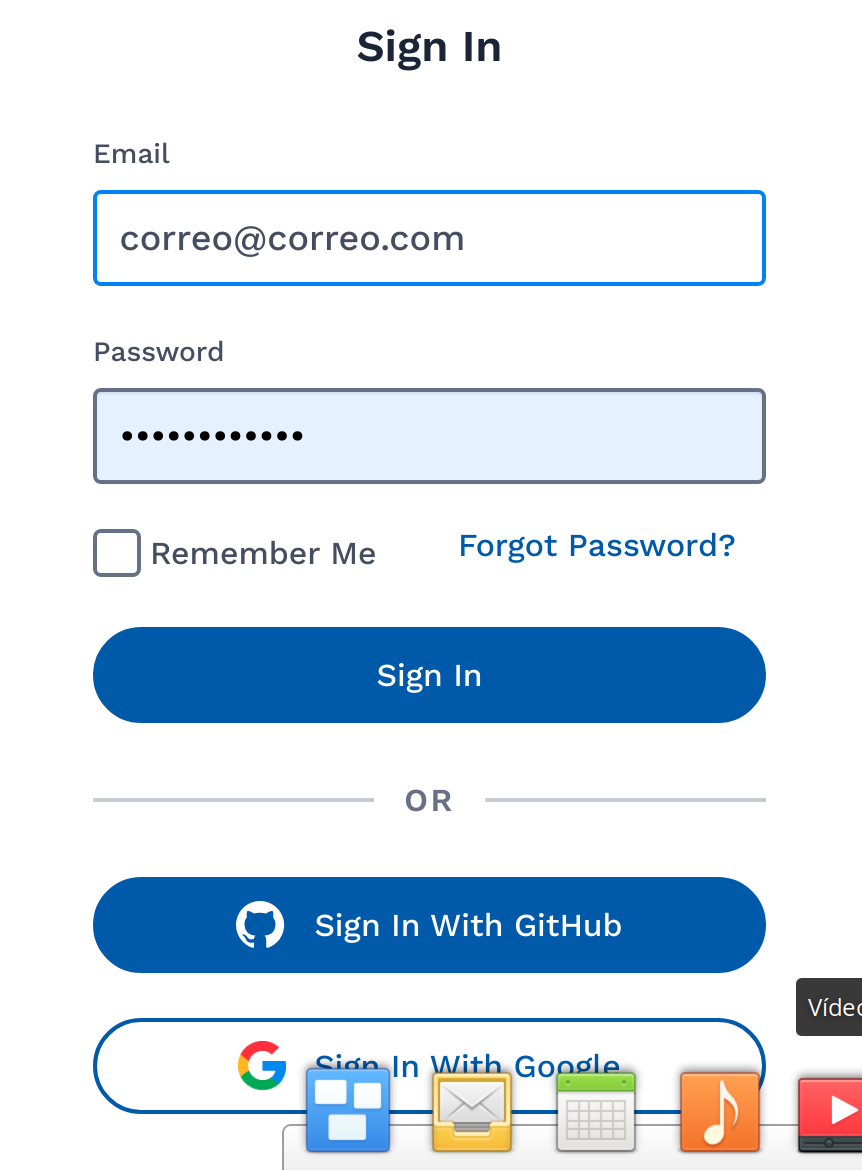 Sign In
Email
correo@correo.com
Password
••••••••••••
Remember Me
Forgot Password?
Sign In
OR
Sign In With GitHub
Sign In With Google